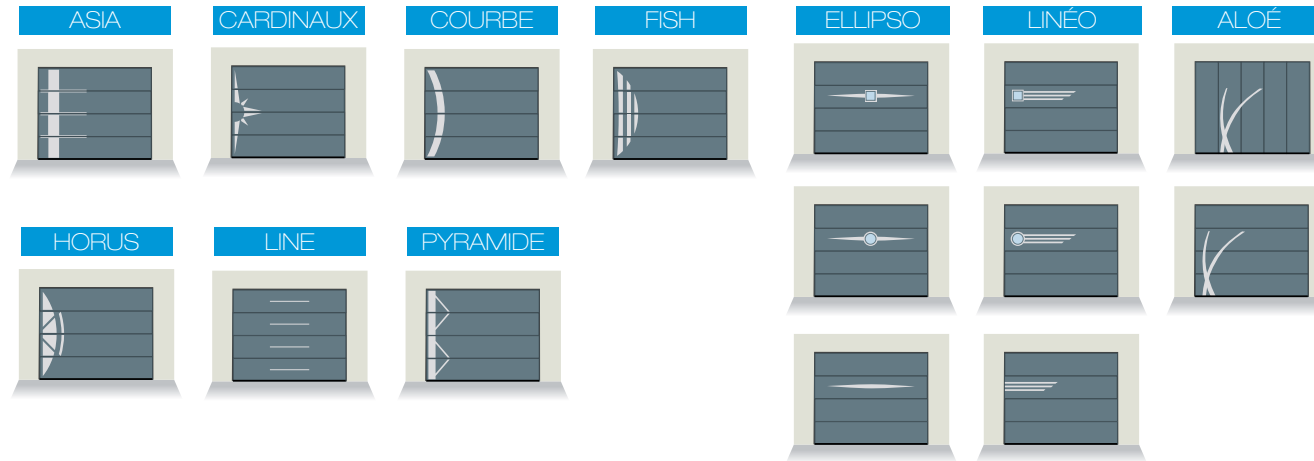 ASIA
CARDINAUX
COURBE
FISH
ELLIPSO
LINÉO
ALOÉ
HORUS
LINE
PYRAMIDE